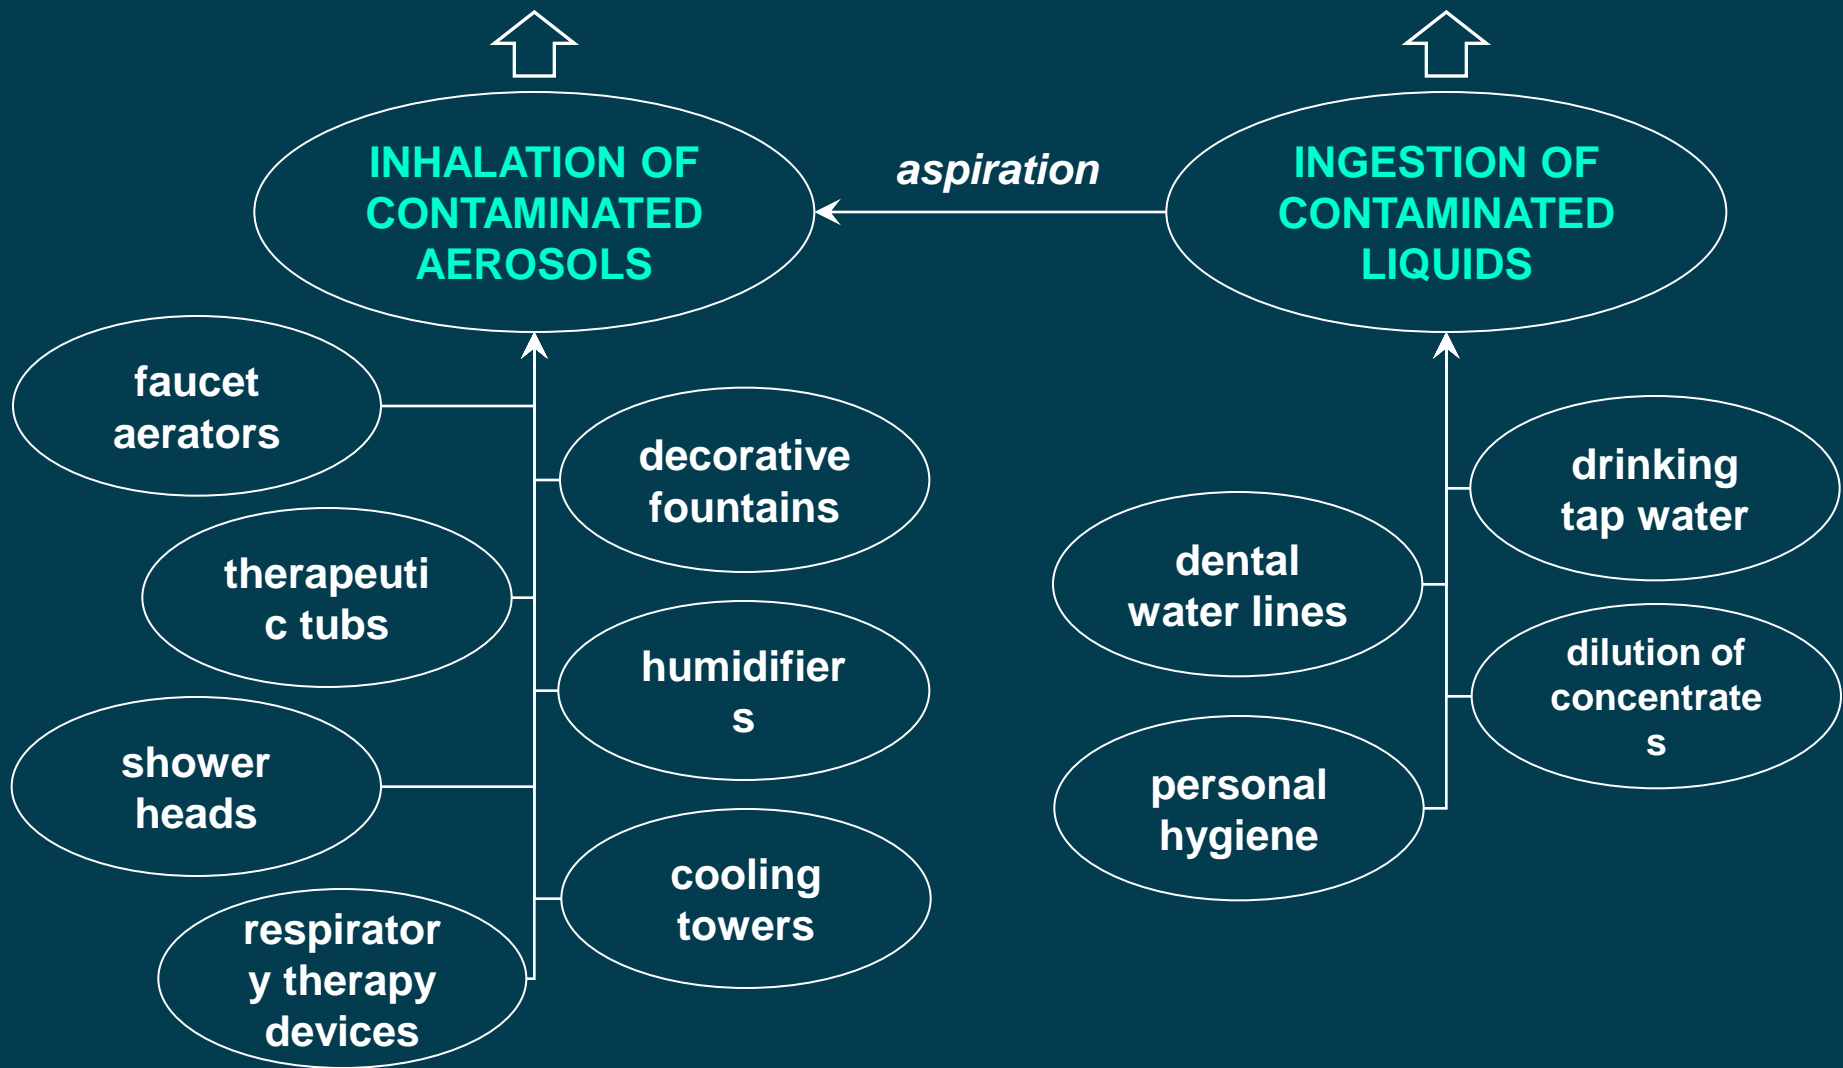 INHALATION OF
CONTAMINATED
AEROSOLS
aspiration
INGESTION OF
CONTAMINATED
LIQUIDS
faucet
aerators
decorative
fountains
therapeuti
c tubs
humidifier
s
shower
heads
cooling
towers
respirator
y therapy
devices
drinking
tap water
dental
water lines
dilution of
concentrate
s
personal
hygiene